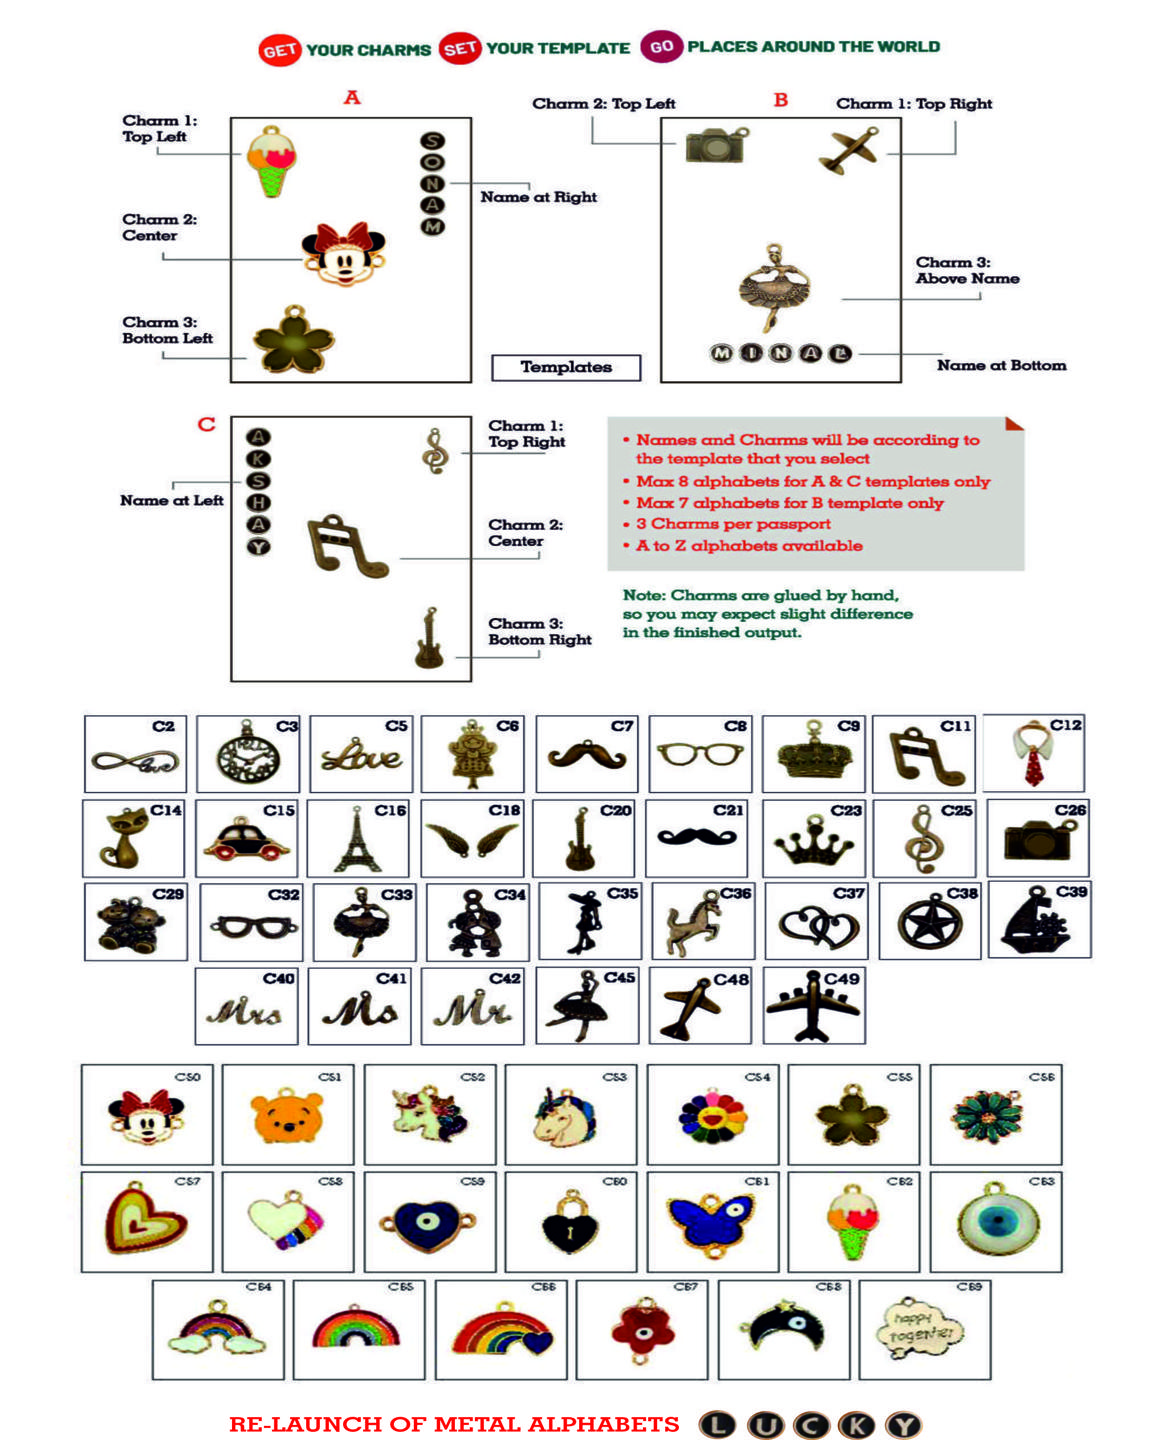 GET YOUR CHARMS SET YOUR TEMPLATE GO PLACES AROUND THE WORLD
A
Charm 1:
Top Left
Charm 2:
Center
Charm 3:
Bottom Left
S
O
N
A
M
Name at Right
B
Charm 2: Top Left
Charm 1: Top Right
Charm 3:
Above Name
MINAL
Name at Bottom
Templates
C
A
K
S
H
A
Y
Name at Left
Charm 1:
Top Right
Charm 2:
Center
Charm 3:
Bottom Right
• Names and Charms will be according to
the template that you select
• Max 8 alphabets for A & C templates only
• Max 7 alphabets for B template only
• 3 Charms per passport
• A to Z alphabets available
Note: Charms are glued by hand,
so you may expect slight difference
in the finished output.
C2 C3 C5 C6 C7 C8 C9 C11 C12
love
Love
C14 C15 C16 C18 C20 C21 C23 C25 C26
C29 C32 C33 C34 C35 C36 C37 C38 C39
C40 C41 C42 C45 C48 C49
Mrs Ms Mr
C50 C51 C52 C53 C54 C55 C56
C57 C58 C59 C60 C61 C62 C63
C64 C65 C66 C67 C68 C69
happy
together
RE-LAUNCH OF METAL ALPHABETS LUCKY